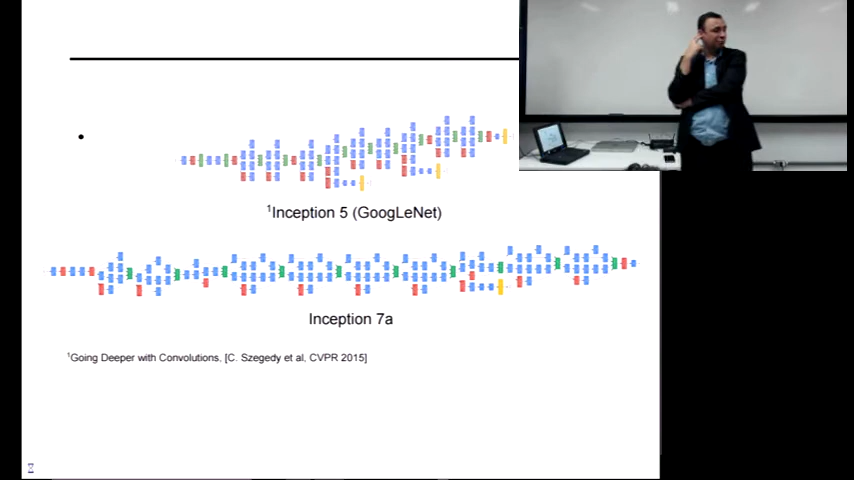 ¹Inception 5 (GoogLeNet)
Inception 7a
¹Going Deeper with Convolutions, [C. Szegedy et al, CVPR 2015]